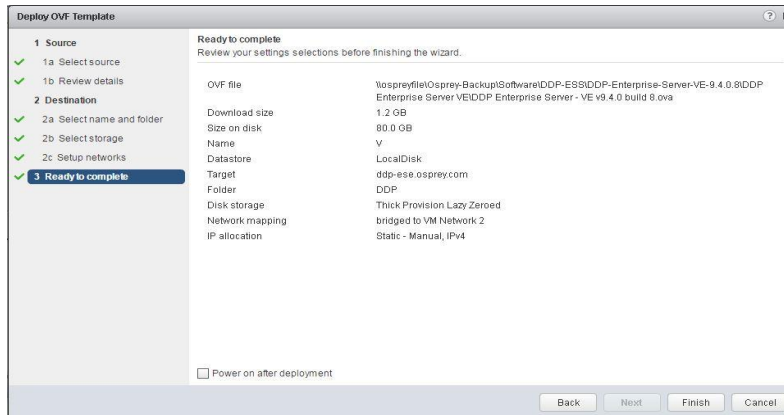 Deploy OVF Template
?
1 Source
1a Select source
1b Review details
2 Destination
2a Select name and folder
2b Select storage
2c Setup networks
3 Ready to complete
Ready to complete
Review your settings selections before finishing the wizard.
OVF file \\ospreyfile\Osprey-Backup\Software\DDP-ESS\DDP-Enterprise-Server-VE-9.4.0.8\DDP
Enterprise Server VE\DDP Enterprise Server - VE v9.4.0 build 8.ova
Download size 1.2 GB
Size on disk 80.0 GB
Name V
Datastore LocalDisk
Target ddp-ese.osprey.com
Folder DDP
Disk storage Thick Provision Lazy Zeroed
Network mapping bridged to VM Network 2
IP allocation Static - Manual, IPv4
Power on after deployment
Back Next Finish Cancel